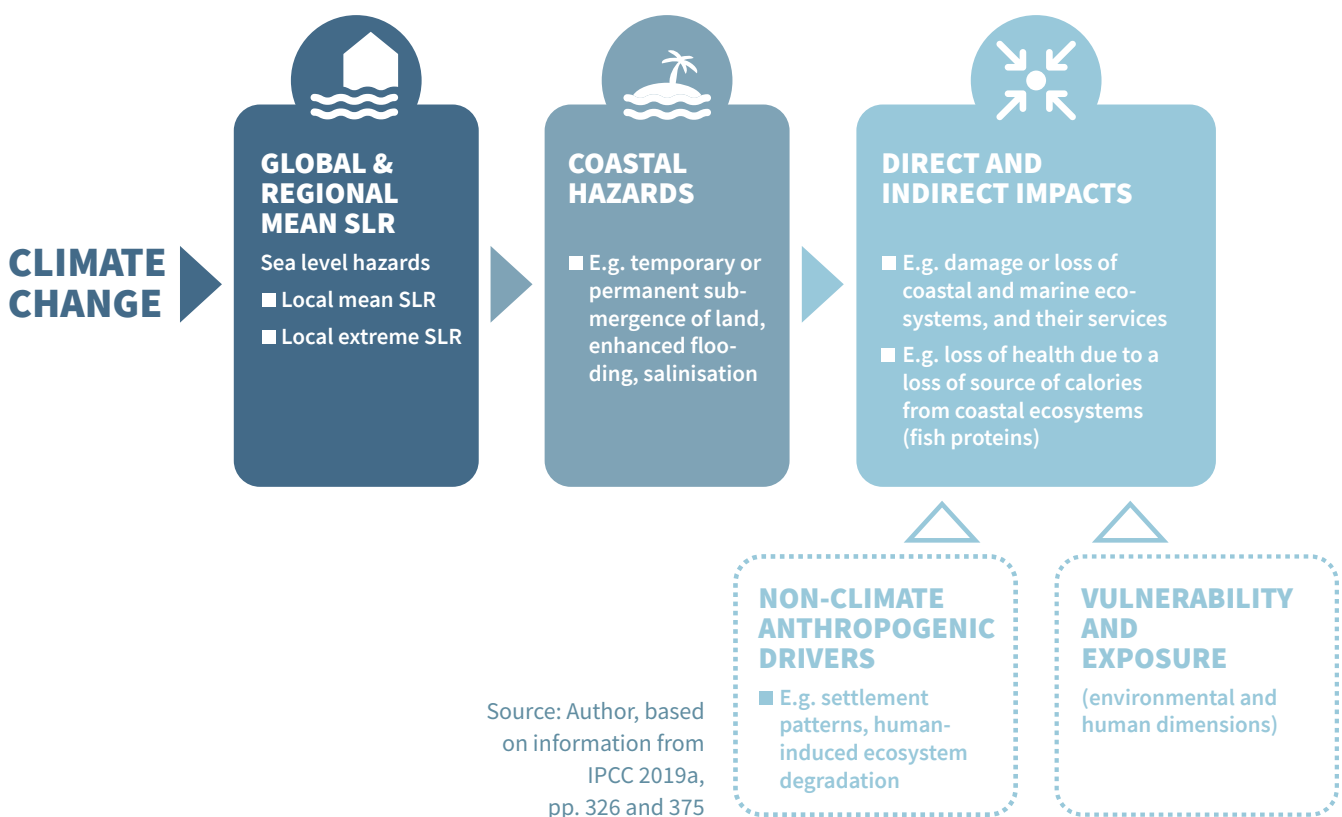 CLIMATE
CHANGE
GLOBAL &
REGIONAL
MEAN SLR
Sea level hazards
Local mean SLR
Local extreme SLR
COASTAL
HAZARDS
E.g. temporary or
permanent sub-
mergence of land,
enhanced floo-
ding, salinisation
DIRECT AND
INDIRECT IMPACTS
E.g. damage or loss of
coastal and marine eco-
systems, and their services
E.g. loss of health due to a
loss of source of calories
from coastal ecosystems
(fish proteins)
NON-CLIMATE
ANTHROPOGENIC
DRIVERS
E.g. settlement
patterns, human-
induced ecosystem
degradation
VULNERABILITY
AND
EXPOSURE
(environmental and
human dimensions)
Source: Author, based
on information from
IPCC 2019a,
pp. 326 and 375